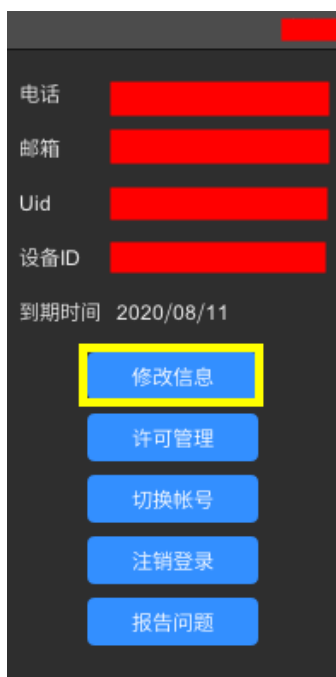 电话
邮箱
Uid
设备ID
到期时间 2020/08/11
修改信息
许可管理
切换帐号
注销登录
报告问题